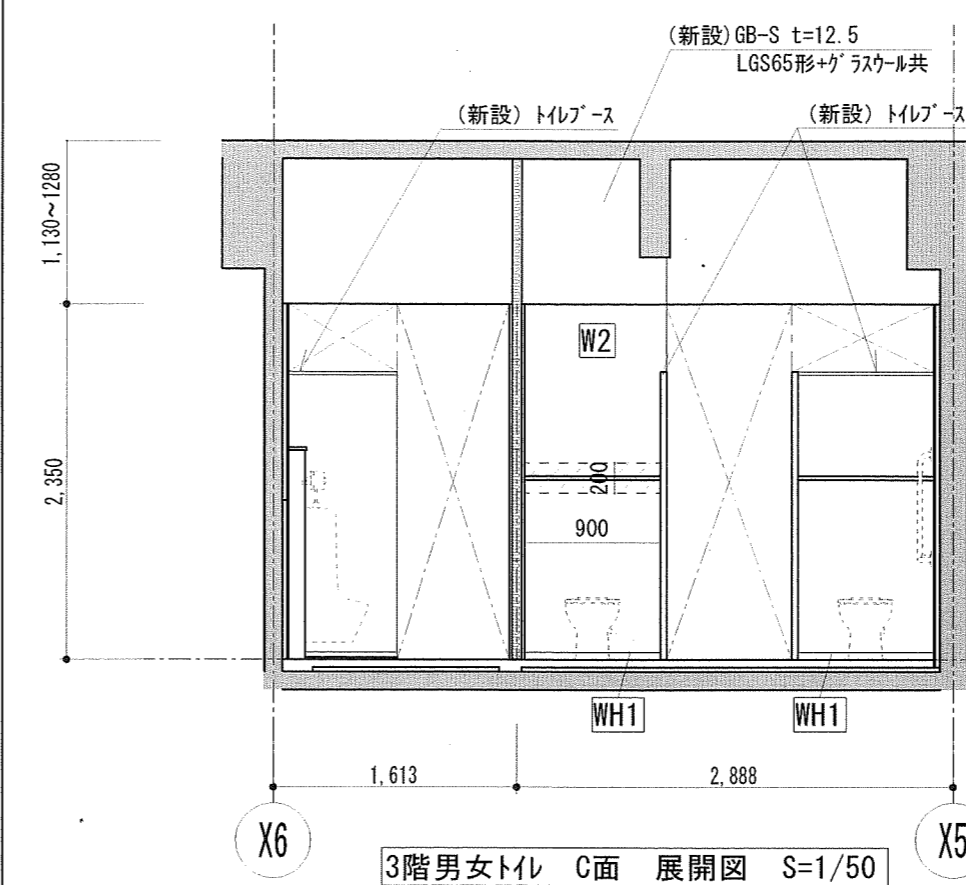 (新設) GB-S t=12.5
LGS65形+グラスウール共
(新設) トイレブース
(新設) トイレブース
1,130~1280
2,350
W2
200
900
WH1
WH1
1,613
2,888
X6
X5
3階男女トイレ C面 展開図 S=1/50